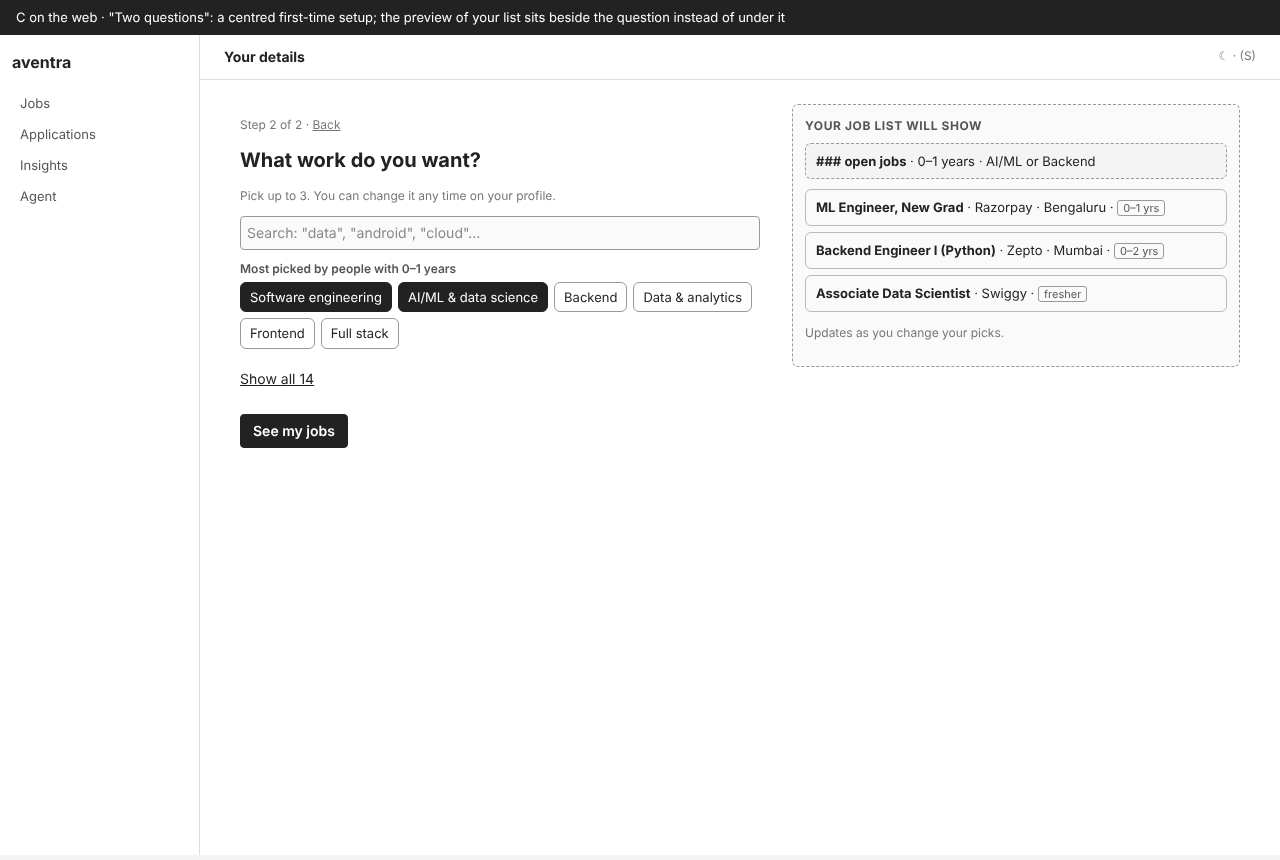 C on the web · "Two questions": a centred first-time setup; the preview of your list sits beside the question instead of under it
aventra
Jobs
Applications
Insights
Agent
Your details
☾ · (S)
Step 2 of 2 · Back
What work do you want?
Pick up to 3. You can change it any time on your profile.
Search: "data", "android", "cloud"...
Most picked by people with 0–1 years
Software engineering
AI/ML & data science
Backend
Data & analytics
Frontend
Full stack
Show all 14
See my jobs
YOUR JOB LIST WILL SHOW
### open jobs · 0–1 years · AI/ML or Backend
ML Engineer, New Grad · Razorpay · Bengaluru · 0–1 yrs
Backend Engineer I (Python) · Zepto · Mumbai · 0–2 yrs
Associate Data Scientist · Swiggy · fresher
Updates as you change your picks.